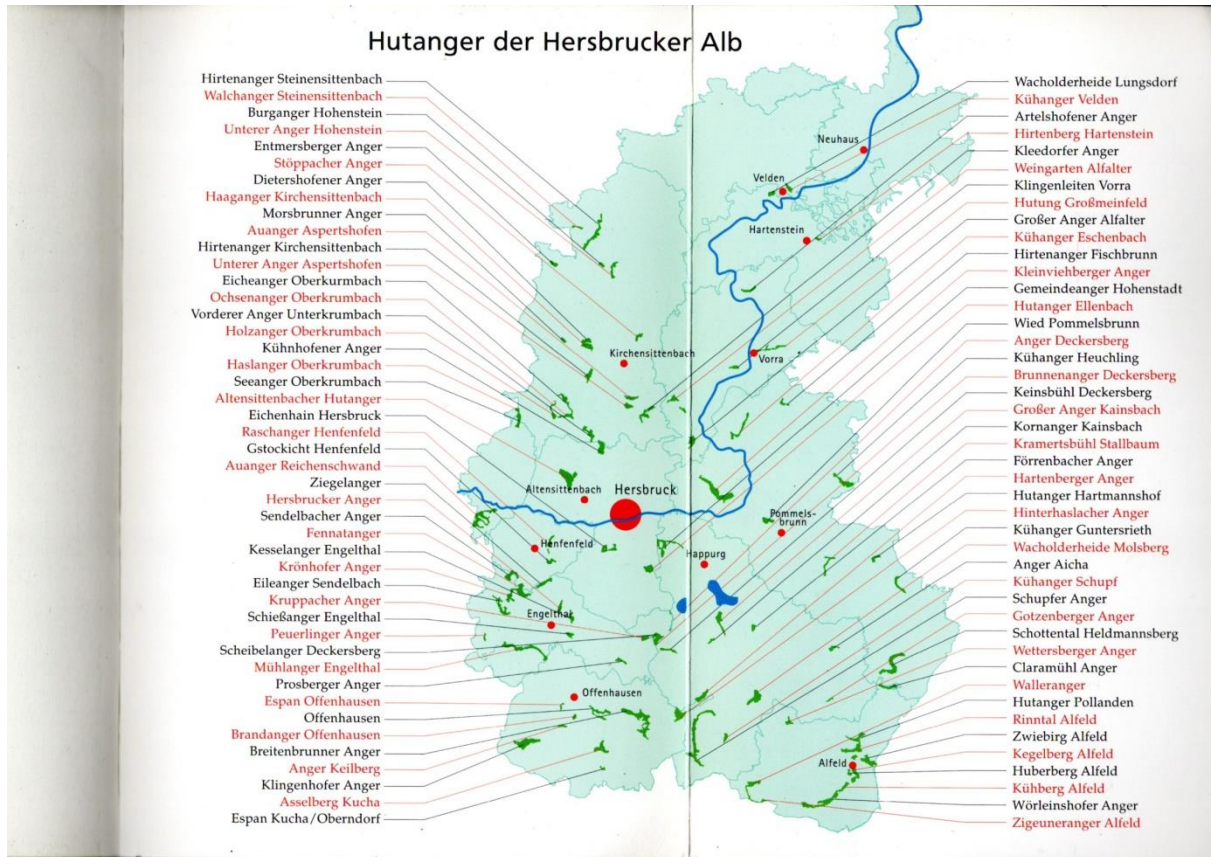 Hutanger der Hersbrucker Alb
Hirtenanger Steinensittenbach
Walchanger Steinensittenbach
Burganger Hohenstein
Unterer Anger Hohenstein
Entmersberger Anger
Stöppacher Anger
Dietershofener Anger
Haaganger Kirchensittenbach
Morsbrunner Anger
Auanger Aspertshofen
Hirtenanger Kirchensittenbach
Unterer Anger Aspertshofen
Eicheanger Oberkurmbach
Ochsenanger Oberkrumbach
Vorderer Anger Unterkrumbach
Holzanger Oberkrumbach
Kühnhofener Anger
Haslanger Oberkrumbach
Seeanger Oberkrumbach
Altensittenbacher Hutanger
Eichenhain Hersbruck
Raschanger Henfenfeld
Gstockicht Henfenfeld
Auanger Reichenschwand
Ziegelanger
Hersbrucker Anger
Sendelbacher Anger
Fennatanger
Kesselanger Engelthal
Krönhofer Anger
Eileanger Sendelbach
Kruppacher Anger
Schießanger Engelthal
Peuerlinger Anger
Scheibelanger Deckersberg
Mühlanger Engelthal
Prosberger Anger
Espan Offenhausen
Offenhausen
Brandanger Offenhausen
Breitenbrunner Anger
Anger Keilberg
Klingenhofer Anger
Asselberg Kucha
Espan Kucha/Oberndorf
Neuhaus
Velden
Hartenstein
Kirchensittenbach
Vorra
Altensittenbach
Hersbruck
Pommels-
brunn
Henfenfeld
Happurg
Engelthal
Offenhausen
Alfeld
Wacholderheide Lungsdorf
Kühanger Velden
Artelshofener Anger
Hirtenberg Hartenstein
Kleedorfer Anger
Weingarten Alfalter
Klingenleiten Vorra
Hutung Großmeinfeld
Großer Anger Alfalter
Kühanger Eschenbach
Hirtenanger Fischbrunn
Kleinviehberger Anger
Gemeindeanger Hohenstadt
Hutanger Ellenbach
Wied Pommelsbrunn
Anger Deckersberg
Kühanger Heuchling
Brunnenanger Deckersberg
Keinsbühl Deckersberg
Großer Anger Kainsbach
Kornanger Kainsbach
Kramertsbühl Stallbaum
Förrenbacher Anger
Hartenberger Anger
Hutanger Hartmannshof
Hinterhaslacher Anger
Kühanger Guntersrieth
Wacholderheide Molsberg
Anger Aicha
Kühanger Schupf
Schupfer Anger
Gotzenberger Anger
Schottental Heldmannsberg
Wettersberger Anger
Claramühl Anger
Walleranger
Hutanger Pollanden
Rinntal Alfeld
Zwiebirg Alfeld
Kegelberg Alfeld
Huberberg Alfeld
Kühberg Alfeld
Wörleinshofer Anger
Zigeuneranger Alfeld